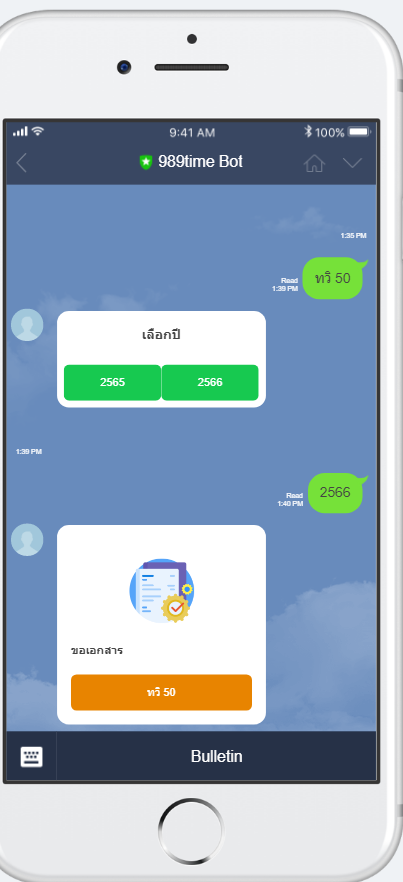 9:41 AM
100%
989time Bot
1:35 PM
ทวิ 50
Read
1:39 PM
เลือกปี
2565 2566
1:39 PM
2566
Read
1:40 PM
ขอเอกสาร
ทวิ 50
Bulletin